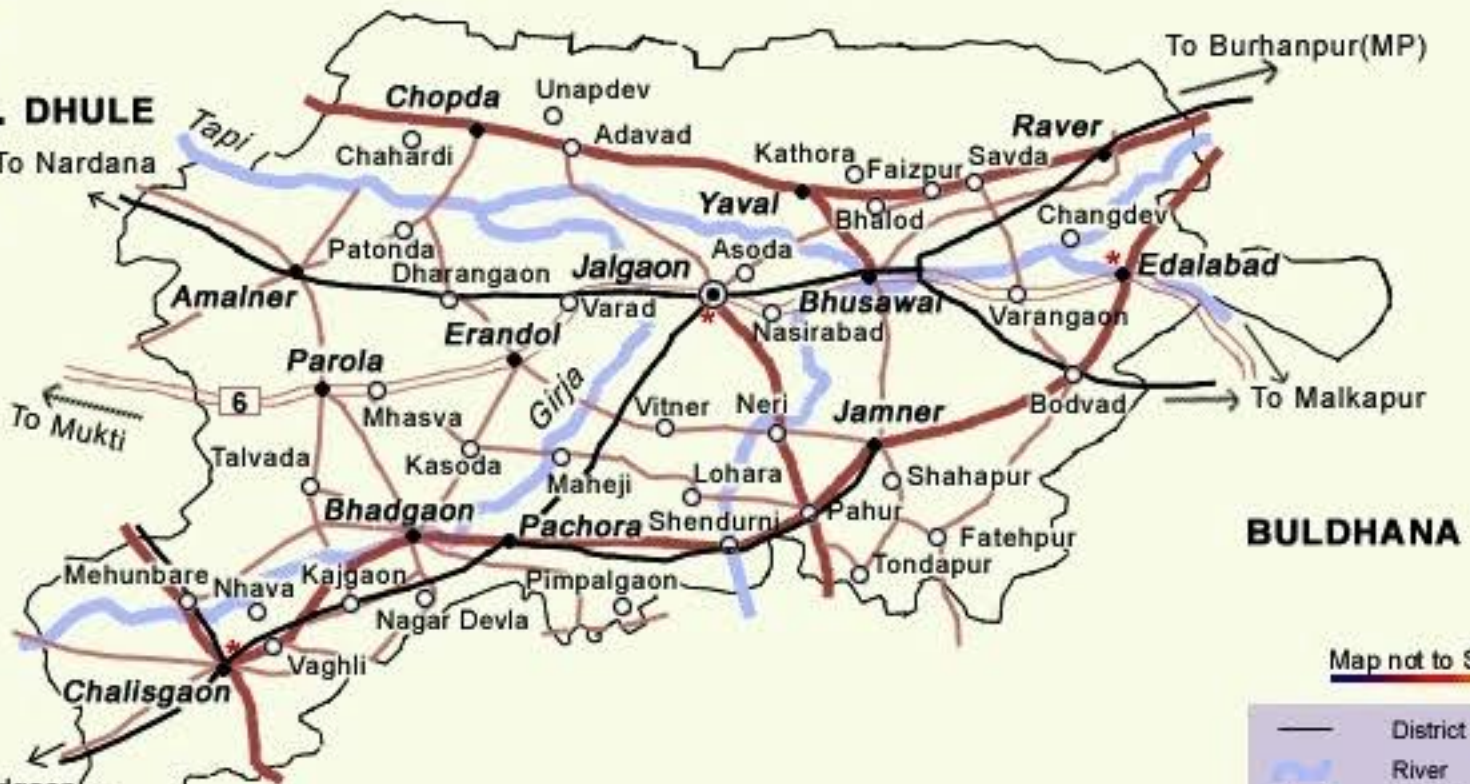 To Burhanpur(MP)
DHULE
Chopda
Unapdev
Tapi
Adavad
Raver
To Nardana
Chahardi
Kathora
Faizpur
Savda
Yaval
Bhalod
Changdev
Patonda
Asoda
Dharangaon
Jalgaon
* Edalabad
Amalner
Varad
Bhusawal
Varangaon
*
Nasirabad
Erandol
Parola
6
Girja
To Malkapur
Mhasva
Vitner
Neri
Jamner
Bodvad
To Mukti
Talvada
Kasoda
Maheji
Lohara
Shahapur
Bhadgaon
Pachora
Shendurni
Pahur
Fatehpur
BULDHANA
Mehunbare
Nhava
Kajgaon
Pimpalgaon
Tondapur
Nagar Devla
*
Vaghli
Map not to
Chalisgaon
District
River